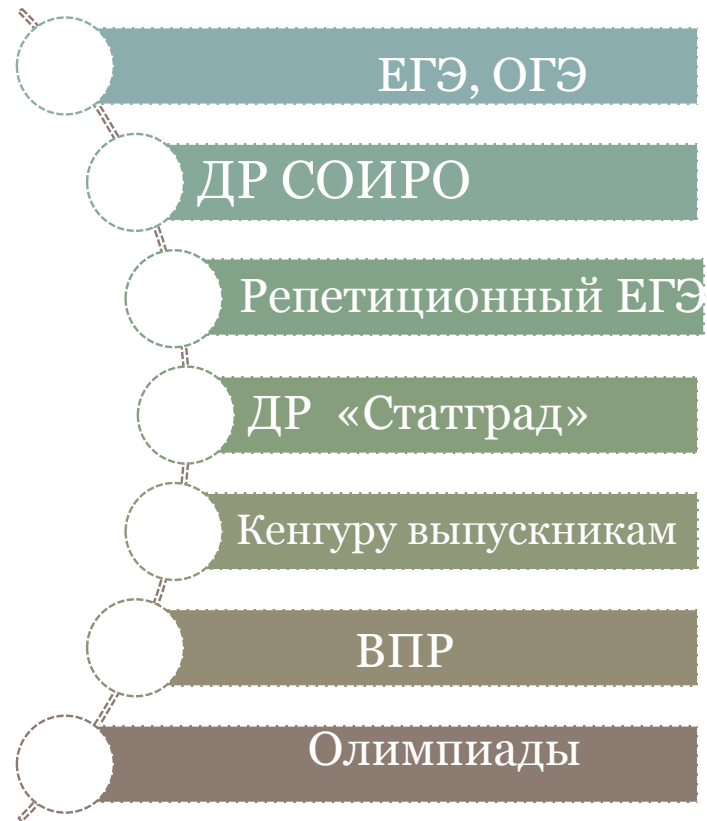 ЕГЭ, ОГЭ
ДР СОИРО
Репетиционный ЕГЭ
ДР «Статград»
Кенгуру выпускникам
ВПР
Олимпиады